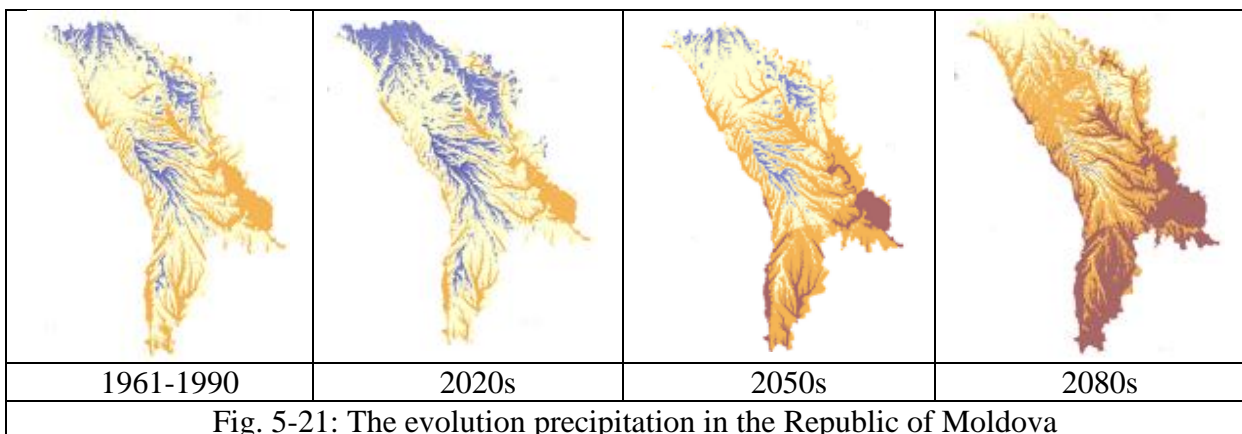 1961-1990
2020s
2050s
2080s
Fig. 5-21: The evolution precipitation in the Republic of Moldova